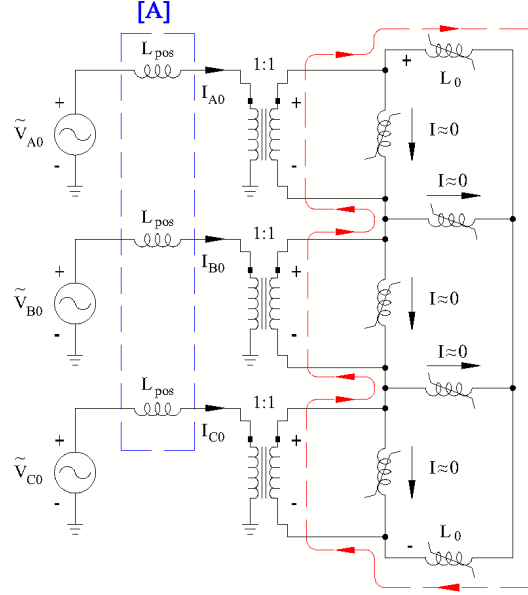 [A]
L pos
1:1
+
L 0
+
Ṽ A0
-
I A0
+
-
I≈0
I≈0
L pos
1:1
+
Ṽ B0
-
I B0
+
-
I≈0
I≈0
L pos
1:1
+
Ṽ C0
-
I C0
+
-
I≈0
-
L 0